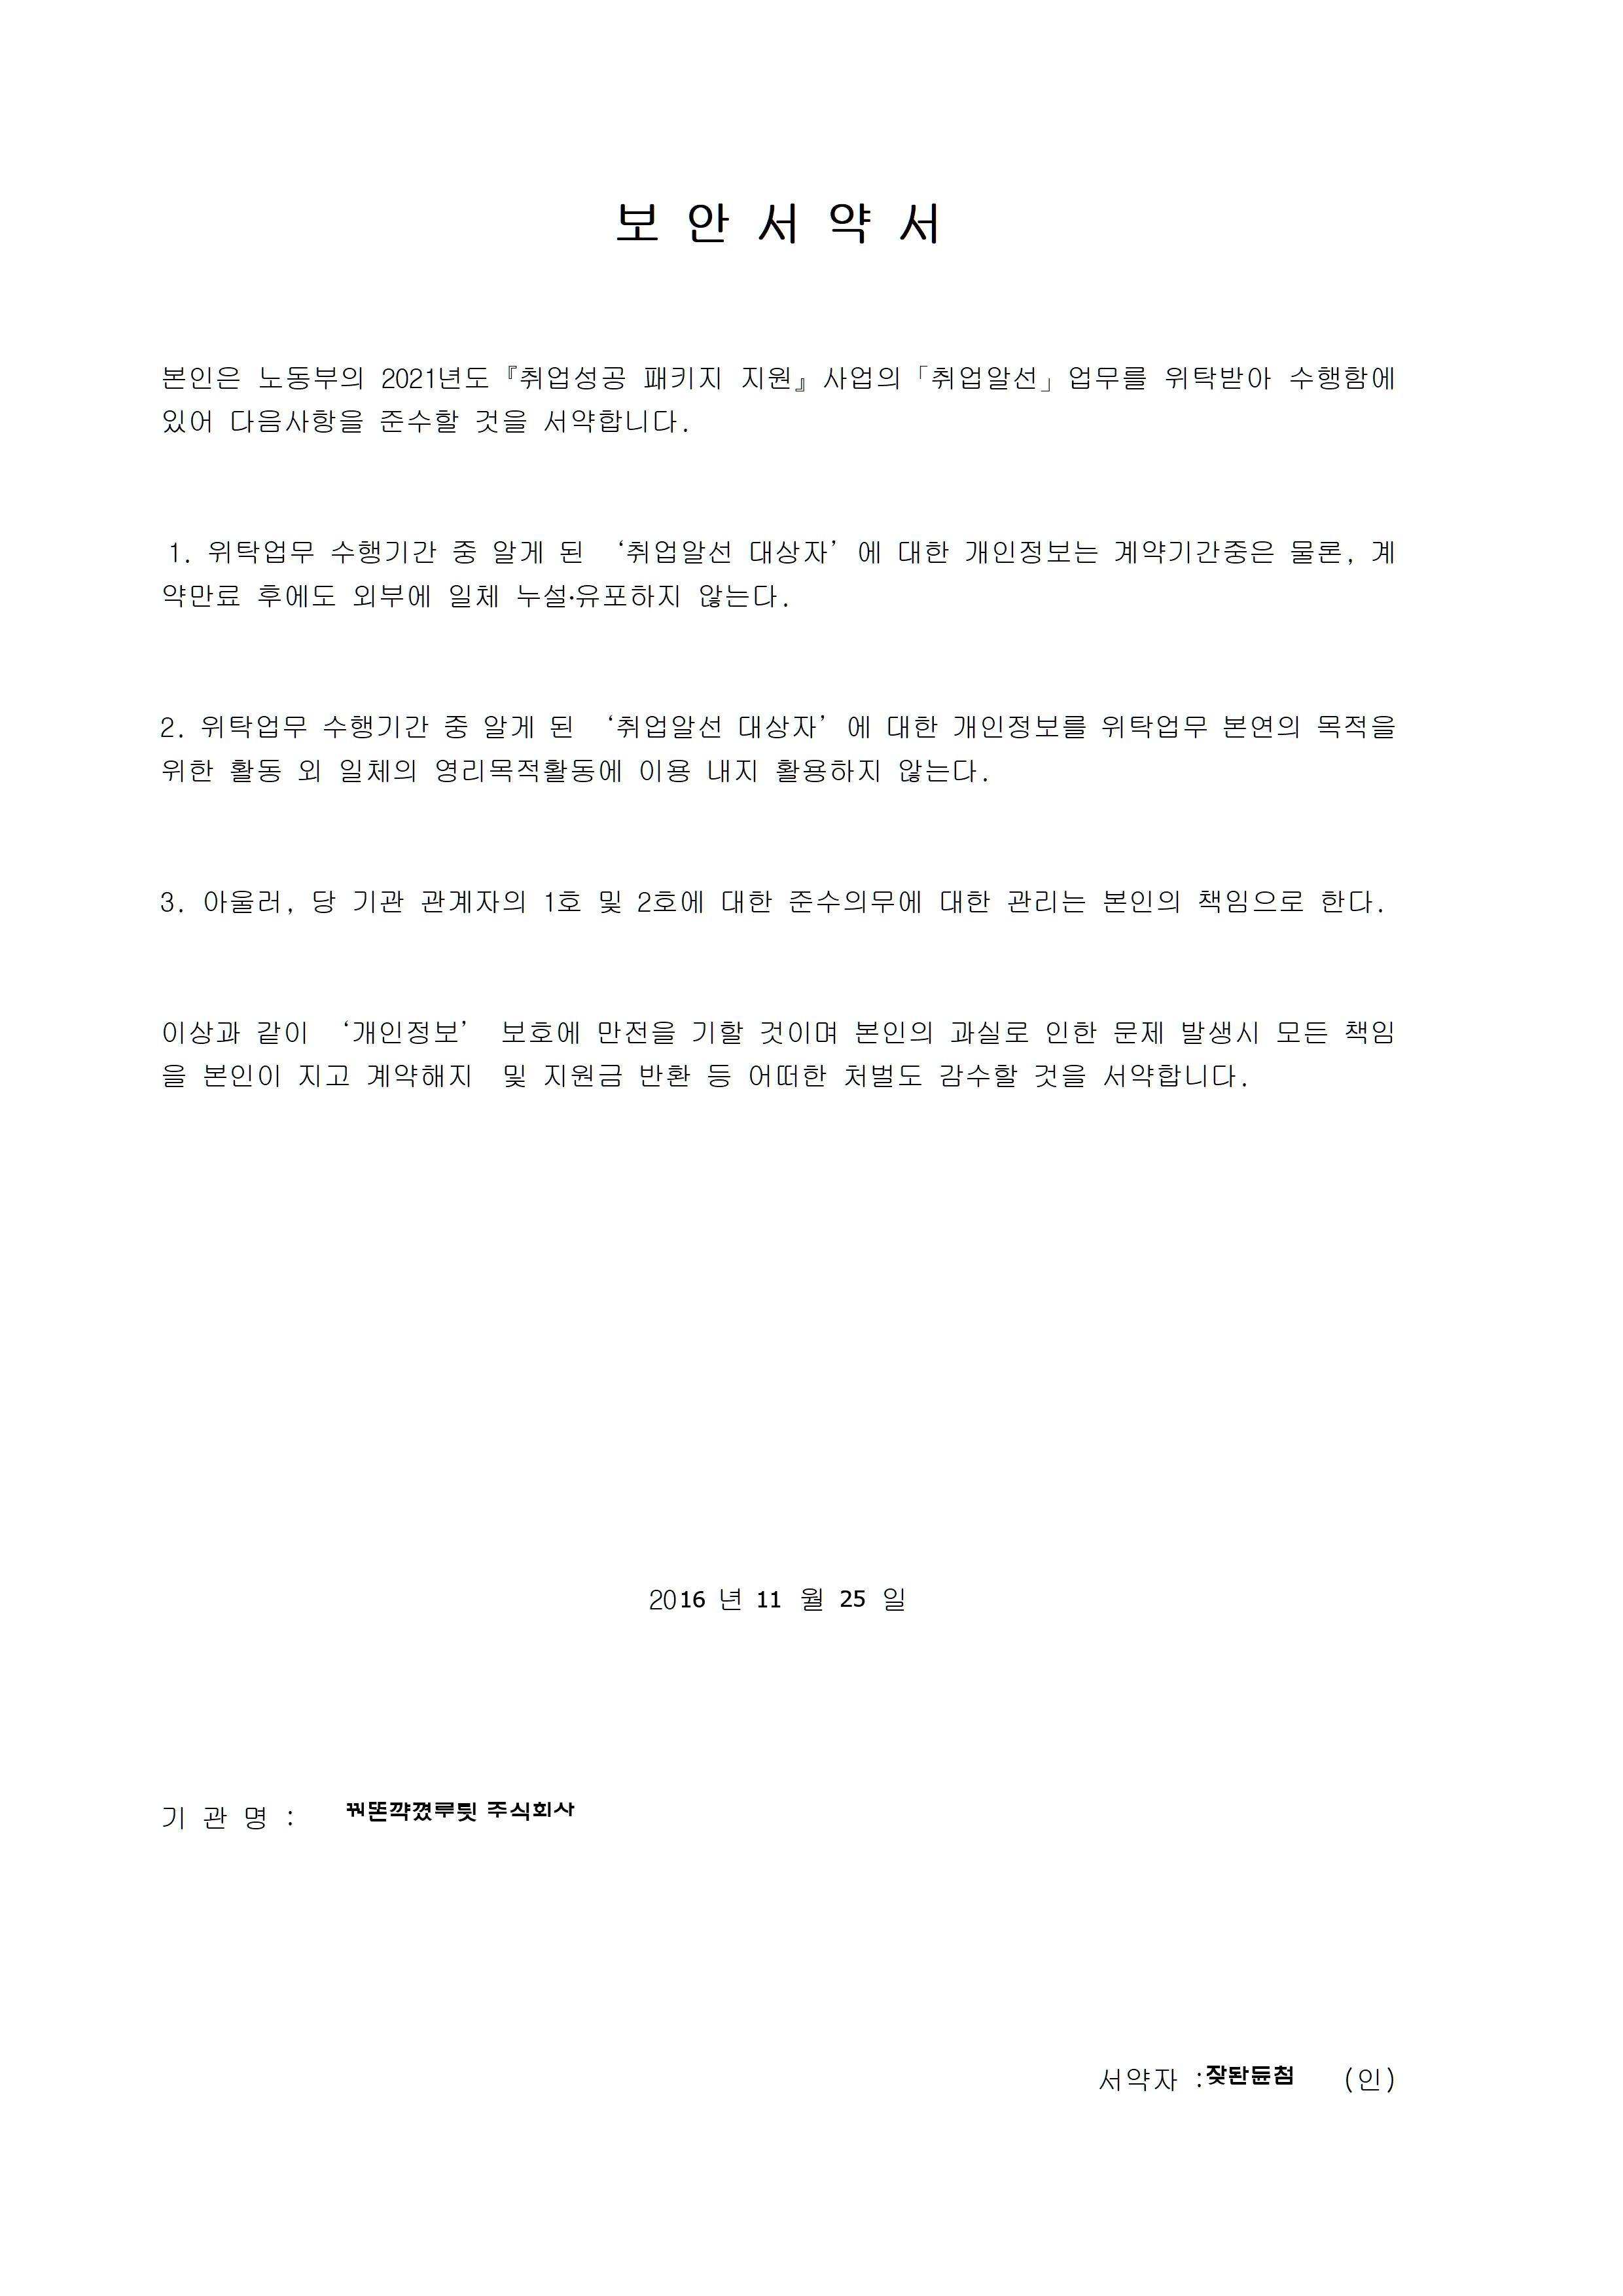 보 안 서 약 서
본인은 노동부의 2021년도『취업성공 패키지 지원』사업의「취업알선」업무를 위탁받아 수행함에
있어 다음사항을 준수할 것을 서약합니다.
1. 위탁업무 수행기간 중 알게 된 ‘취업알선 대상자’에 대한 개인정보는 계약기간중은 물론, 계
약만료 후에도 외부에 일체 누설·유포하지 않는다.
2. 위탁업무 수행기간 중 알게 된 ‘취업알선 대상자’에 대한 개인정보를 위탁업무 본연의 목적을
위한 활동 외 일체의 영리목적활동에 이용 내지 활용하지 않는다.
3. 아울러, 당 기관 관계자의 1호 및 2호에 대한 준수의무에 대한 관리는 본인의 책임으로 한다.
이상과 같이 ‘개인정보’ 보호에 만전을 기할 것이며 본인의 과실로 인한 문제 발생시 모든 책임
을 본인이 지고 계약해지 및 지원금 반환 등 어떠한 처벌도 감수할 것을 서약합니다.
2016 년 11 월 25 일
기 관 명 : 주식회사
서약자 : (인)